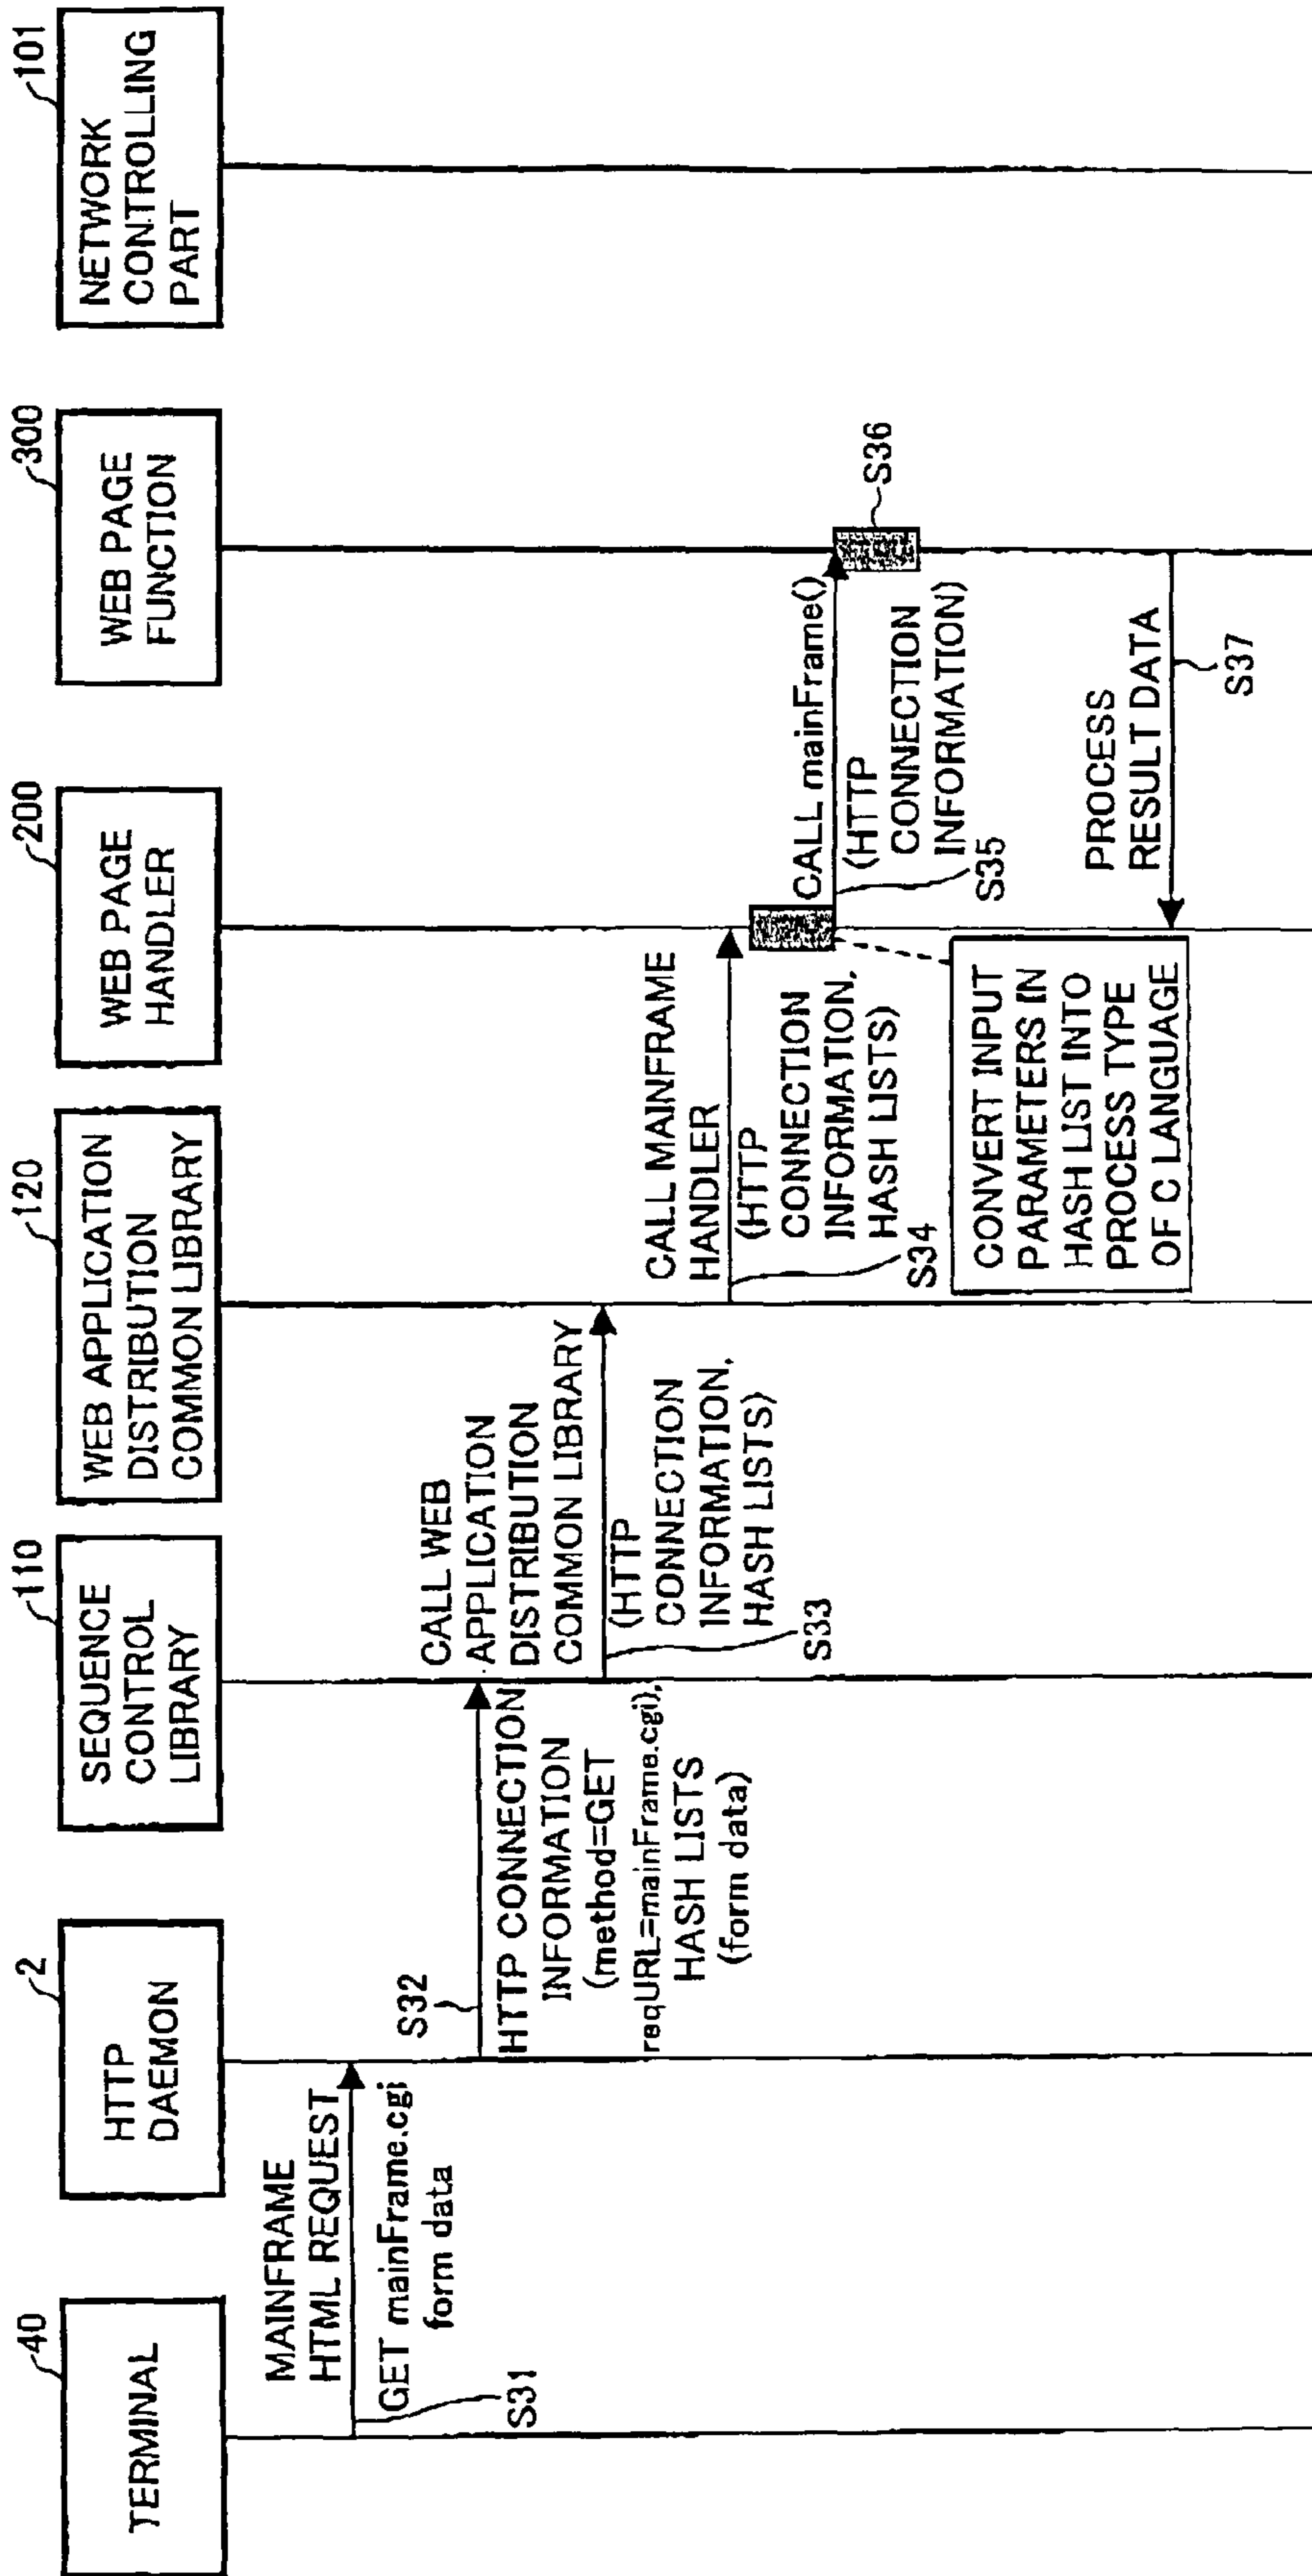 40
TERMINAL
2
HTTP
DAEMON
110
SEQUENCE
CONTROL
LIBRARY
120
WEB APPLICATION
DISTRIBUTION
COMMON LIBRARY
200
WEB PAGE
HANDLER
300
WEB PAGE
FUNCTION
101
NETWORK
CONTROLLING
PART
MAINFRAME
HTML REQUEST
GET mainFrame.cgi
form data
S31
S32
HTTP CONNECTION
INFORMATION
(method=GET
reqURL=mainFrame.cgi),
HASH LISTS
(form data)
CALL WEB
APPLICATION
DISTRIBUTION
COMMON LIBRARY
(HTTP
CONNECTION
INFORMATION,
HASH LISTS)
S33
CALL MAINFRAME
HANDLER
(HTTP
CONNECTION
INFORMATION,
HASH LISTS)
S34
CONVERT INPUT
PARAMETERS IN
HASH LIST INTO
PROCESS TYPE
OF C LANGUAGE
CALL mainFrame()
(HTTP
CONNECTION
INFORMATION)
S35
S36
PROCESS
RESULT DATA
S37